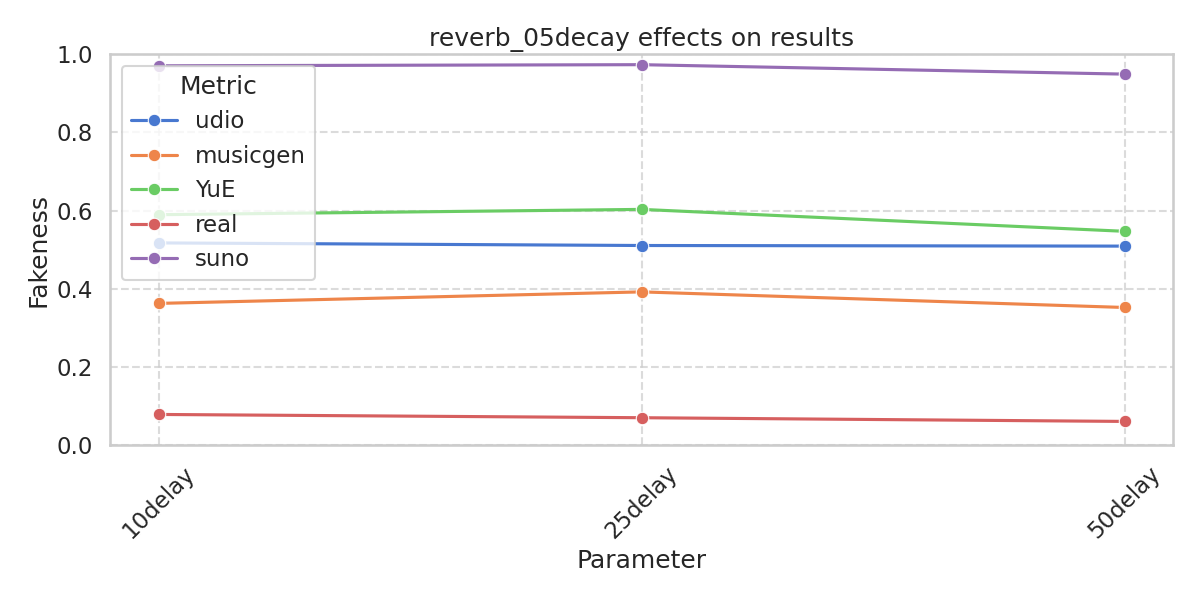 reverb_05decay effects on results
Fakeness
1.0
0.8
0.6
0.4
0.2
0.0
Metric
udio
musicgen
YuE
real
suno
10delay
25delay
50delay
Parameter